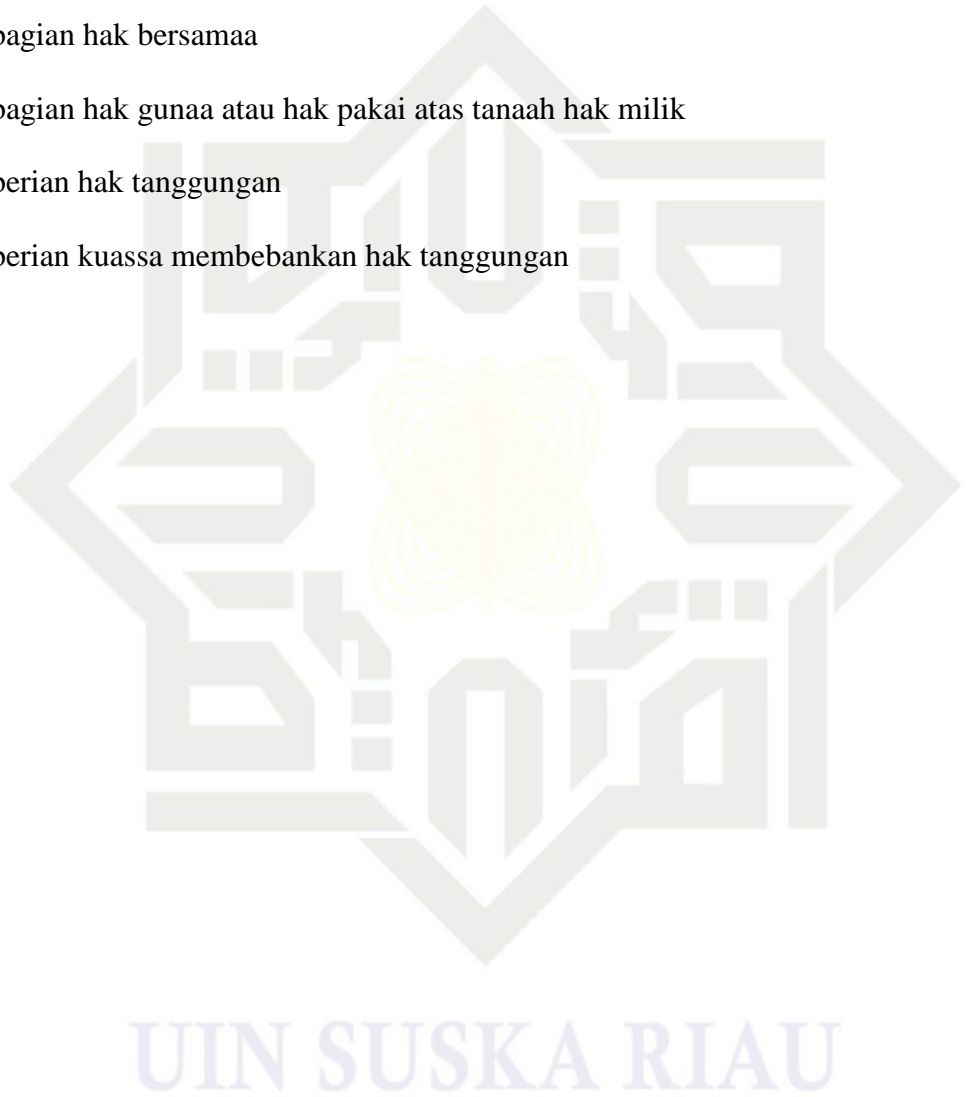 bagian hak bersamaa
bagian hak gunaa atau hak pakai atas tanaah hak milik
berian hak tanggungan
berian kuassa membebankan hak tanggungan
UIN SUSKA RIAU